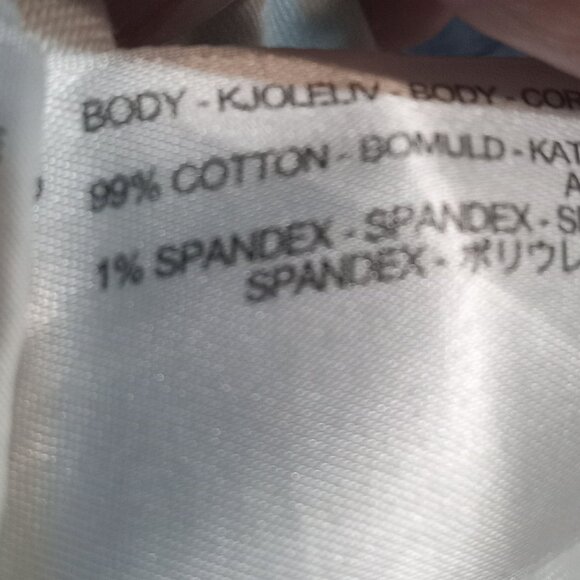 BODY - KJOLELIV - BODY - COR
99% COTTON - BOMULD - KAT
A
1% SPANDEX - SPANDEX - S
SPANDEX - ポリウレ